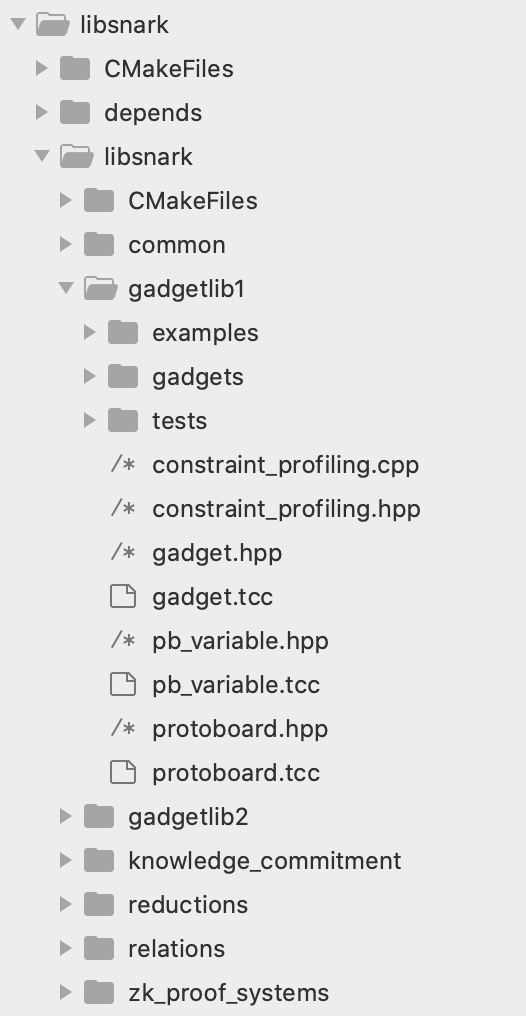 libsnark
CMakeFiles
depends
libsnark
CMakeFiles
common
gadgetlib1
examples
gadgets
tests
/* constraint_profiling.cpp
/* constraint_profiling.hpp
/* gadget.hpp
gadget.tcc
/* pb_variable.hpp
pb_variable.tcc
/* protoboard.hpp
protoboard.tcc
gadgetlib2
knowledge_commitment
reductions
relations
zk_proof_systems